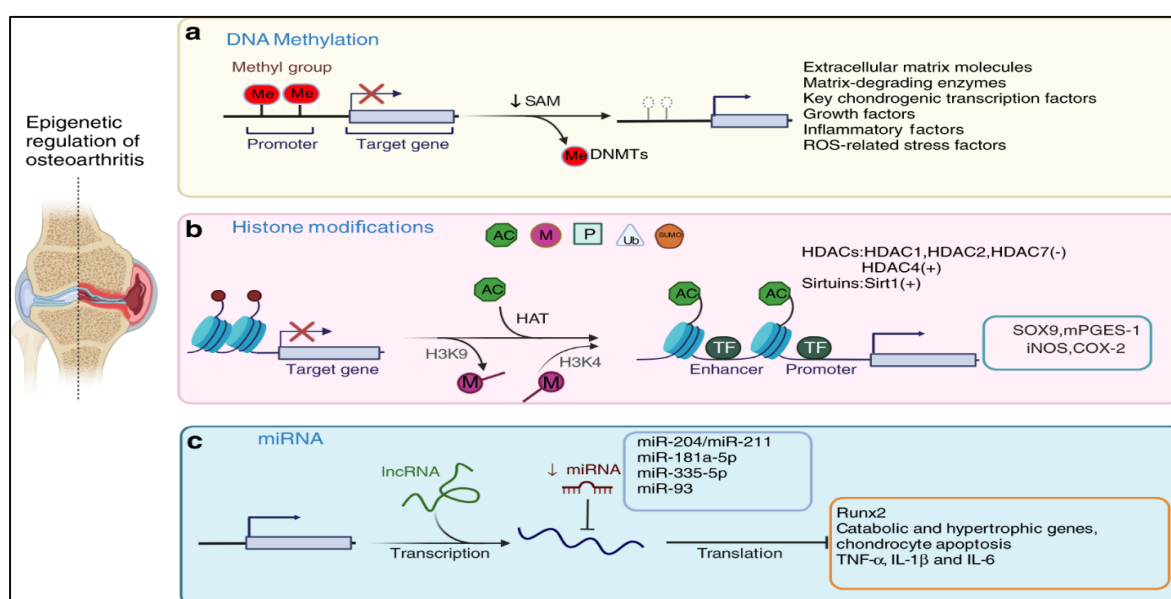 Epigenetic
regulation of
osteoarthritis
a DNA Methylation
Methyl group
Me Me
Promoter
Target gene
↓ SAM
Me DNMTs
Extracellular matrix molecules
Matrix-degrading enzymes
Key chondrogenic transcription factors
Growth factors
Inflammatory factors
ROS-related stress factors
b Histone modifications
AC M P Ub SUMO
HDACs:HDAC1,HDAC2,HDAC7(-)
HDAC4(+)
Sirtuins:Sirt1(+)
Target gene
AC
HAT
H3K9
M
H3K4
M
AC AC
TF TF
Enhancer Promoter
SOX9,mPGES-1
iNOS,COX-2
c miRNA
lncRNA
Transcription
↓ miRNA
miR-204/miR-211
miR-181a-5p
miR-335-5p
miR-93
Translation
Runx2
Catabolic and hypertrophic genes,
chondrocyte apoptosis
TNF-α, IL-1β and IL-6